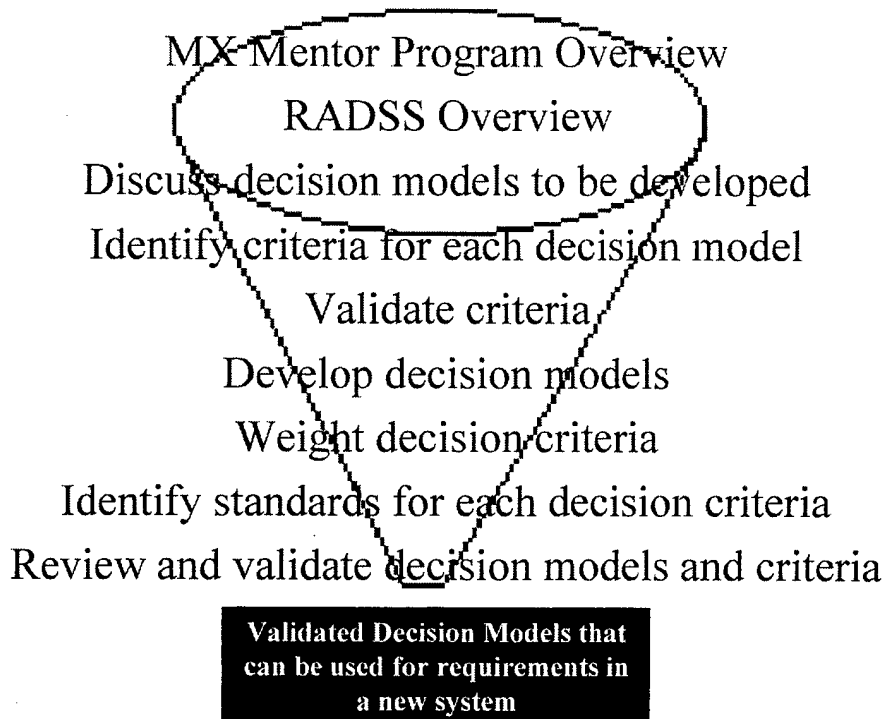 MX Mentor Program Overview
RADSS Overview
Discuss decision models to be developed
Identify criteria for each decision model
Validate criteria
Develop decision models
Weight decision criteria
Identify standards for each decision criteria
Review and validate decision models and criteria
Validated Decision Models that
can be used for requirements in
a new system